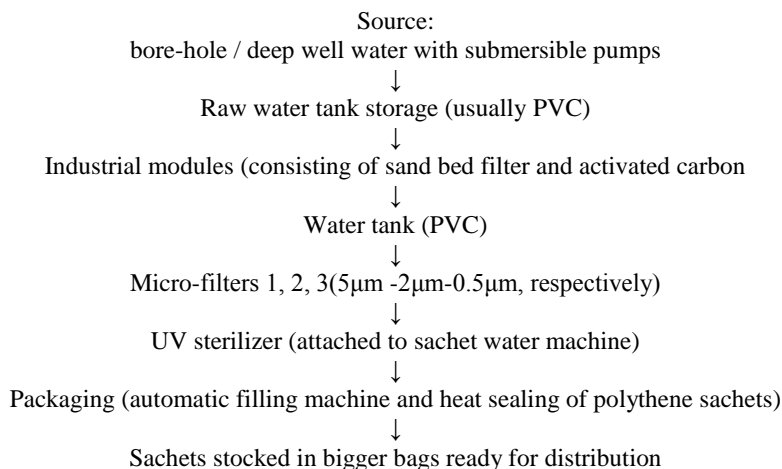 Source:
bore-hole / deep well water with submersible pumps
↓
Raw water tank storage (usually PVC)
↓
Industrial modules (consisting of sand bed filter and activated carbon
↓
Water tank (PVC)
↓
Micro-filters 1, 2, 3(5μm -2μm-0.5μm, respectively)
↓
UV sterilizer (attached to sachet water machine)
↓
Packaging (automatic filling machine and heat sealing of polythene sachets)
↓
Sachets stocked in bigger bags ready for distribution